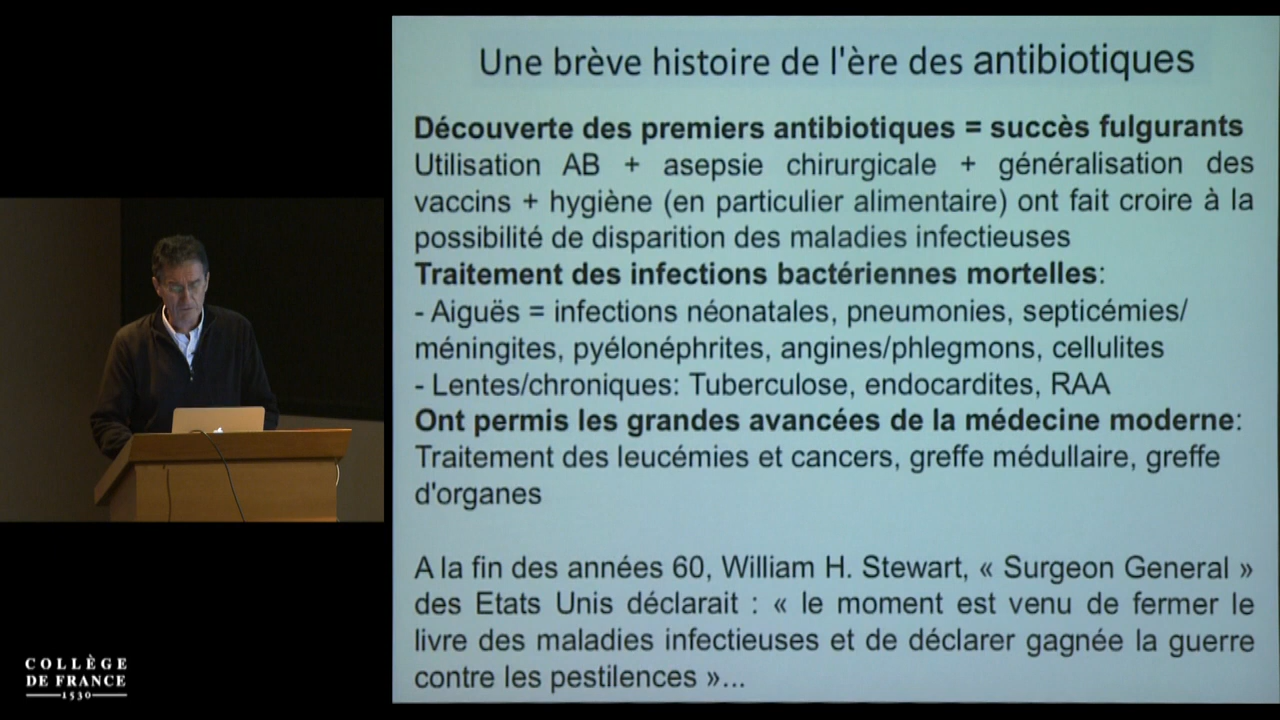 Une brève histoire de l'ère des antibiotiques
Découverte des premiers antibiotiques = succès fulgurants
Utilisation AB + asepsie chirurgicale + généralisation des
vaccins + hygiène (en particulier alimentaire) ont fait croire à la
possibilité de disparition des maladies infectieuses
Traitement des infections bactériennes mortelles:
- Aiguës = infections néonatales, pneumonies, septicémies/
méningites, pyélonéphrites, angines/phlegmons, cellulites
- Lentes/chroniques: Tuberculose, endocardites, RAA
Ont permis les grandes avancées de la médecine moderne:
Traitement des leucémies et cancers, greffe médullaire, greffe
d'organes
A la fin des années 60, William H. Stewart, « Surgeon General »
des Etats Unis déclarait : « le moment est venu de fermer le
livre des maladies infectieuses et de déclarer gagnée la guerre
contre les pestilences »...
COLLÈGE
DE FRANCE
1530